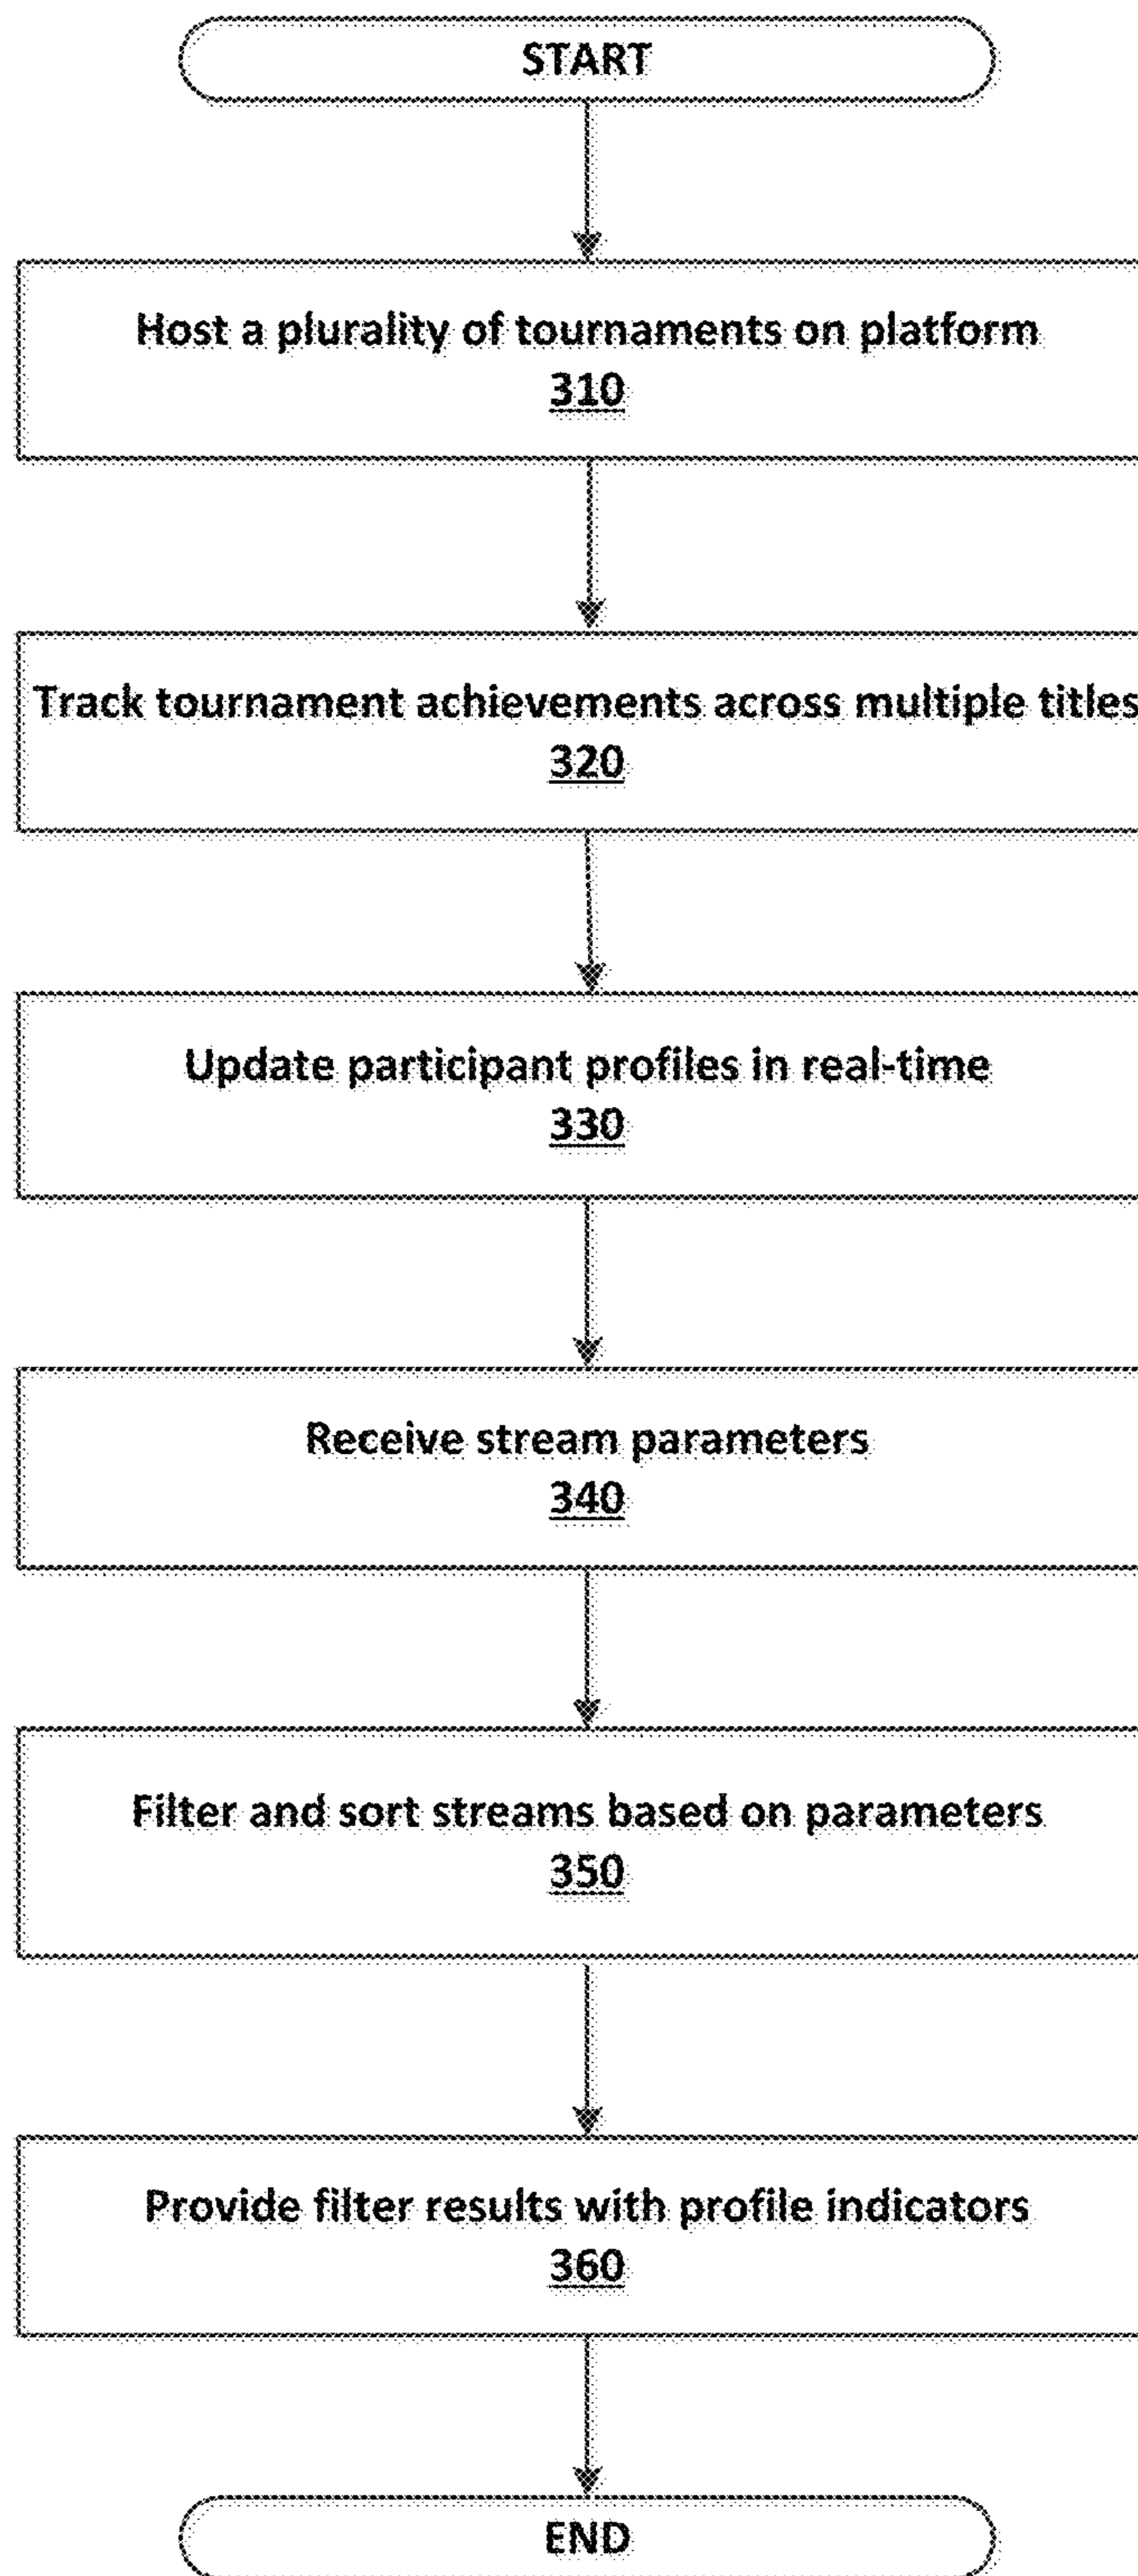 START
Host a plurality of tournaments on platform
310
Track tournament achievements across multiple titles
320
Update participant profiles in real-time
330
Receive stream parameters
340
Filter and sort streams based on parameters
350
Provide filter results with profile indicators
360
END